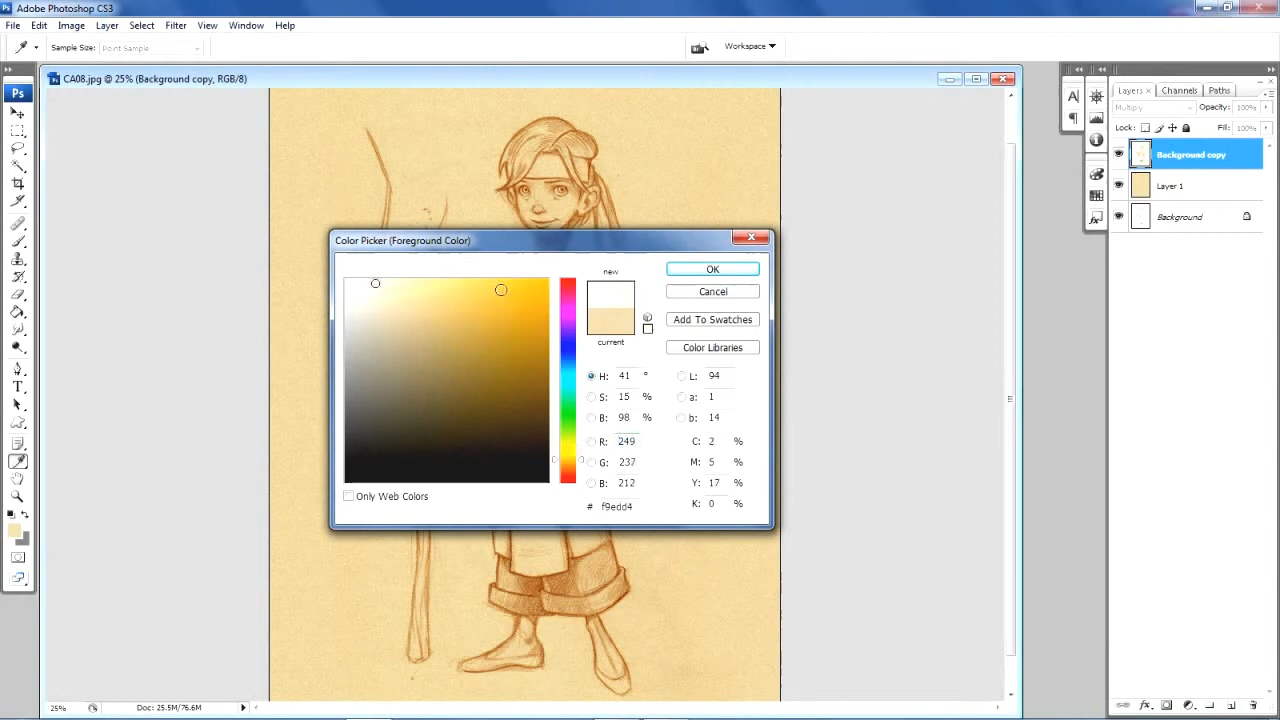 Ps Adobe Photoshop CS3
File Edit Image Layer Select Filter View Window Help
Sample Size: Point Sample
Workspace
CA08.jpg @ 25% (Background copy, RGB/8)
Ps
T
A
Layers Channels Paths
Multiply Opacity: 100%
Lock: Fill: 100%
Background copy
Layer 1
Background
Color Picker (Foreground Color)
new
current
OK
Cancel
Add To Swatches
Color Libraries
H: 41 ° L: 94
S: 15 % a: 1
B: 98 % b: 14
R: 249 C: 2 %
G: 237 M: 5 %
B: 212 Y: 17 %
# f9edd4 K: 0 %
Only Web Colors
25% Doc: 25.5M/76.6M
fx